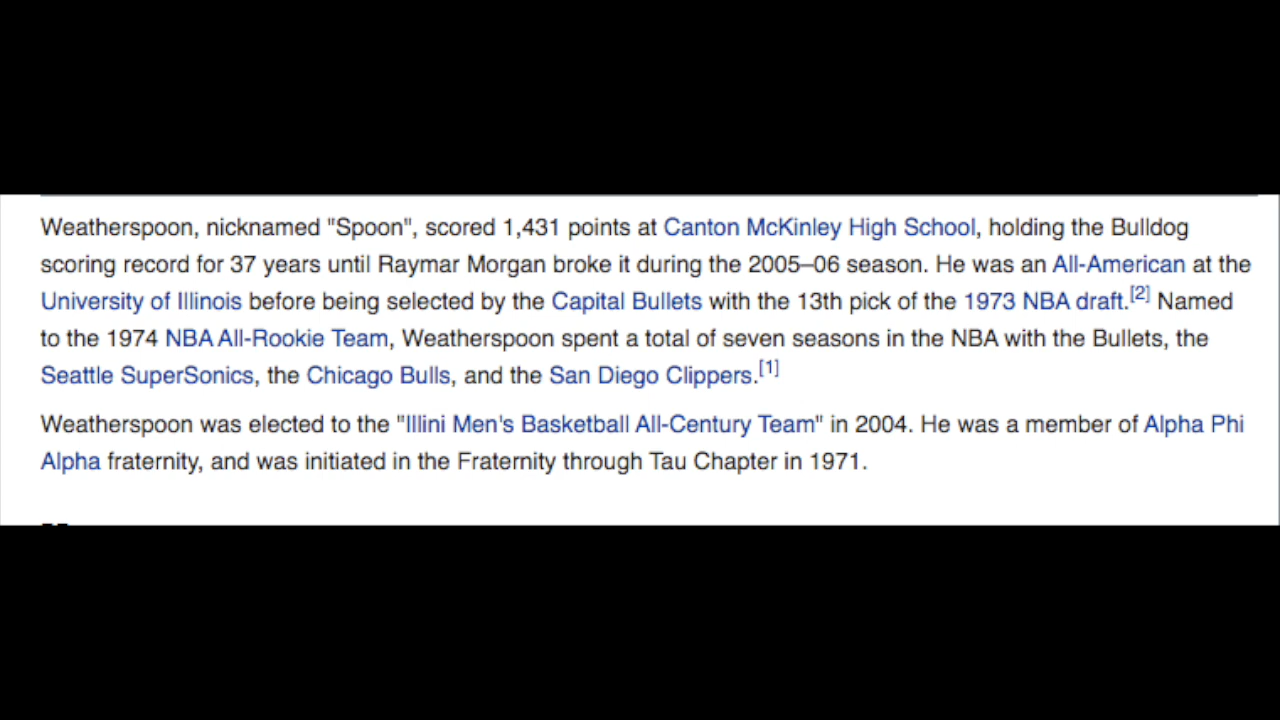 Weatherspoon, nicknamed "Spoon", scored 1,431 points at Canton McKinley High School, holding the Bulldog
scoring record for 37 years until Raymar Morgan broke it during the 2005–06 season. He was an All-American at the
University of Illinois before being selected by the Capital Bullets with the 13th pick of the 1973 NBA draft.[2] Named
to the 1974 NBA All-Rookie Team, Weatherspoon spent a total of seven seasons in the NBA with the Bullets, the
Seattle SuperSonics, the Chicago Bulls, and the San Diego Clippers.[1]
Weatherspoon was elected to the "Illini Men's Basketball All-Century Team" in 2004. He was a member of Alpha Phi
Alpha fraternity, and was initiated in the Fraternity through Tau Chapter in 1971.